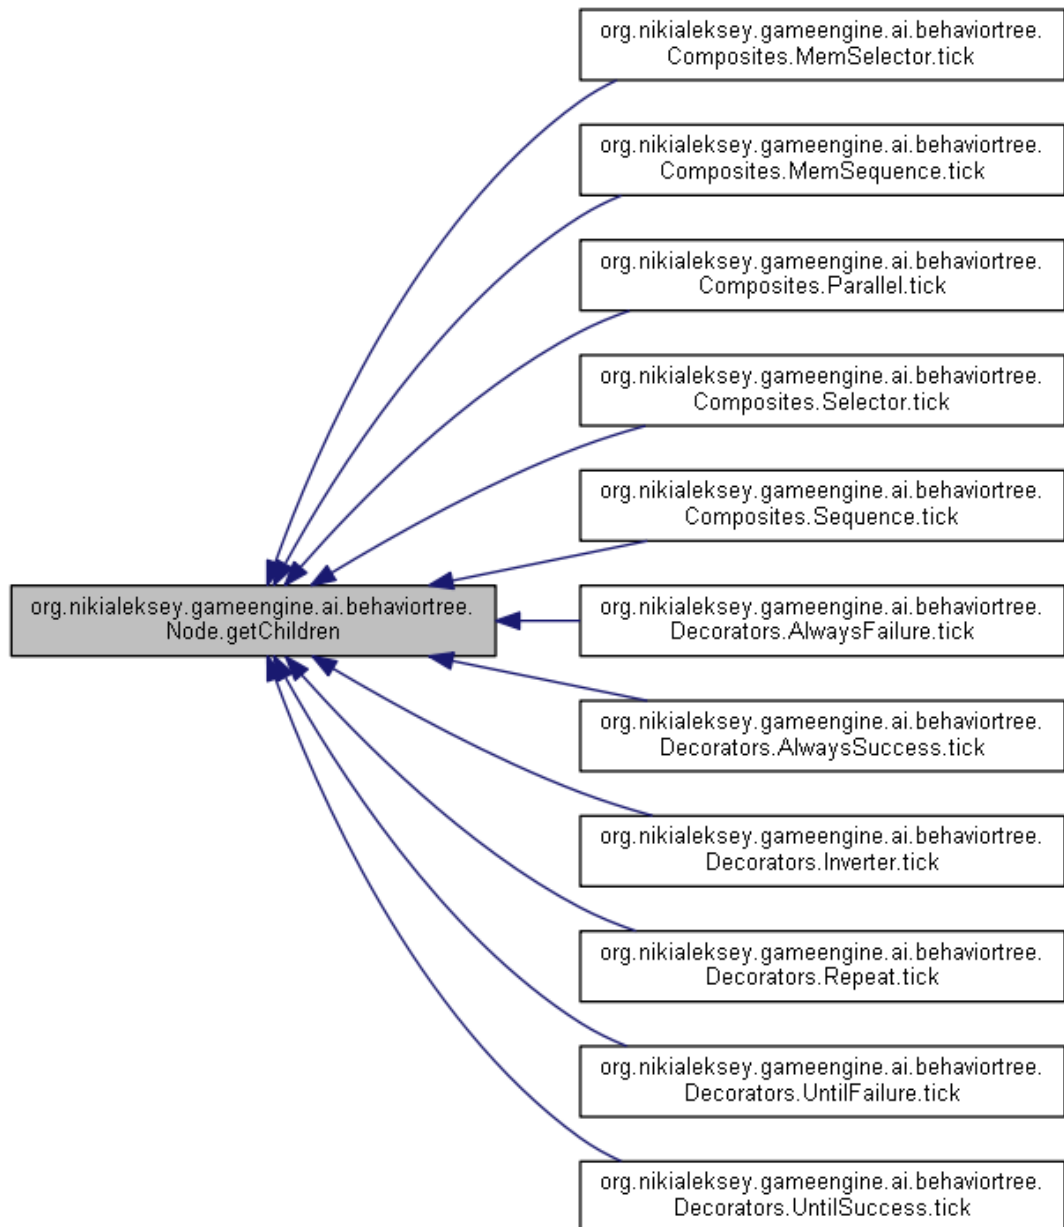 org.nikialeksey.gameengine.ai.behaviortree.
Composites.MemSelector.tick
org.nikialeksey.gameengine.ai.behaviortree.
Composites.MemSequence.tick
org.nikialeksey.gameengine.ai.behaviortree.
Composites.Parallel.tick
org.nikialeksey.gameengine.ai.behaviortree.
Composites.Selector.tick
org.nikialeksey.gameengine.ai.behaviortree.
Composites.Sequence.tick
org.nikialeksey.gameengine.ai.behaviortree.
Node.getChildren
org.nikialeksey.gameengine.ai.behaviortree.
Decorators.AlwaysFailure.tick
org.nikialeksey.gameengine.ai.behaviortree.
Decorators.AlwaysSuccess.tick
org.nikialeksey.gameengine.ai.behaviortree.
Decorators.Inverter.tick
org.nikialeksey.gameengine.ai.behaviortree.
Decorators.Repeat.tick
org.nikialeksey.gameengine.ai.behaviortree.
Decorators.UntilFailure.tick
org.nikialeksey.gameengine.ai.behaviortree.
Decorators.UntilSuccess.tick